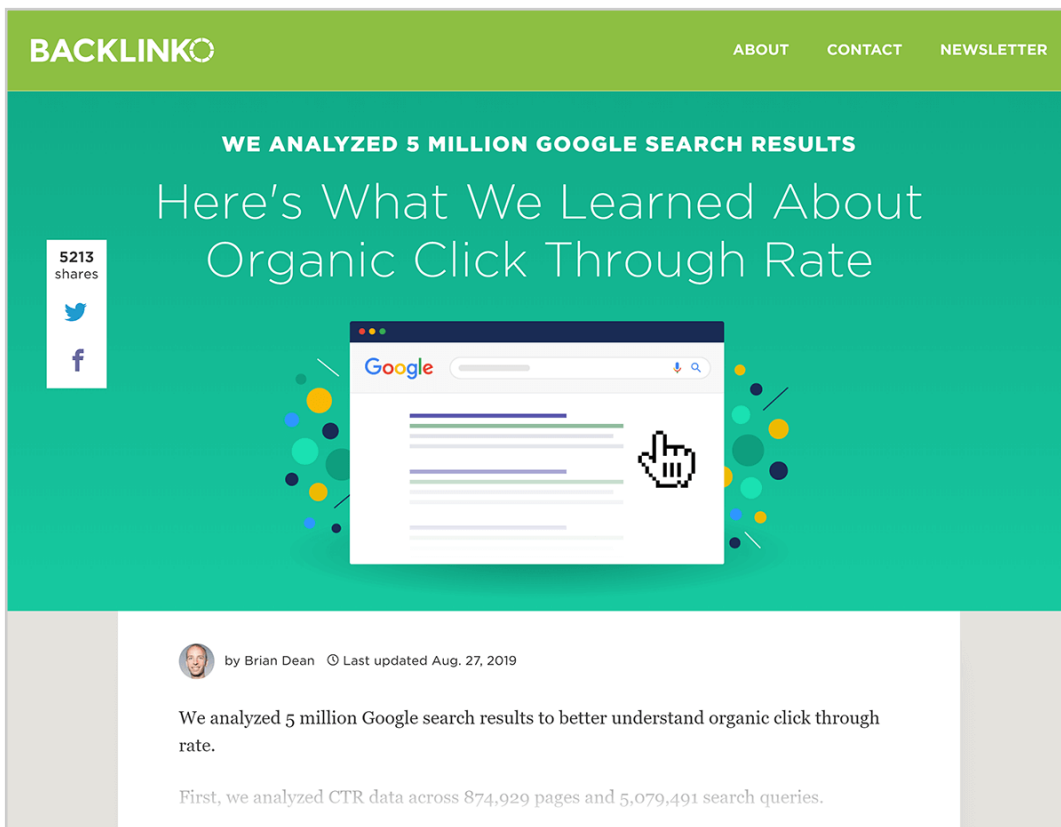 BACKLINKO
ABOUT CONTACT NEWSLETTER
WE ANALYZED 5 MILLION GOOGLE SEARCH RESULTS
Here's What We Learned About
Organic Click Through Rate
5213
shares
Google
by Brian Dean Last updated Aug. 27, 2019
We analyzed 5 million Google search results to better understand organic click through
rate.
First, we analyzed CTR data across 874,929 pages and 5,079,491 search queries.